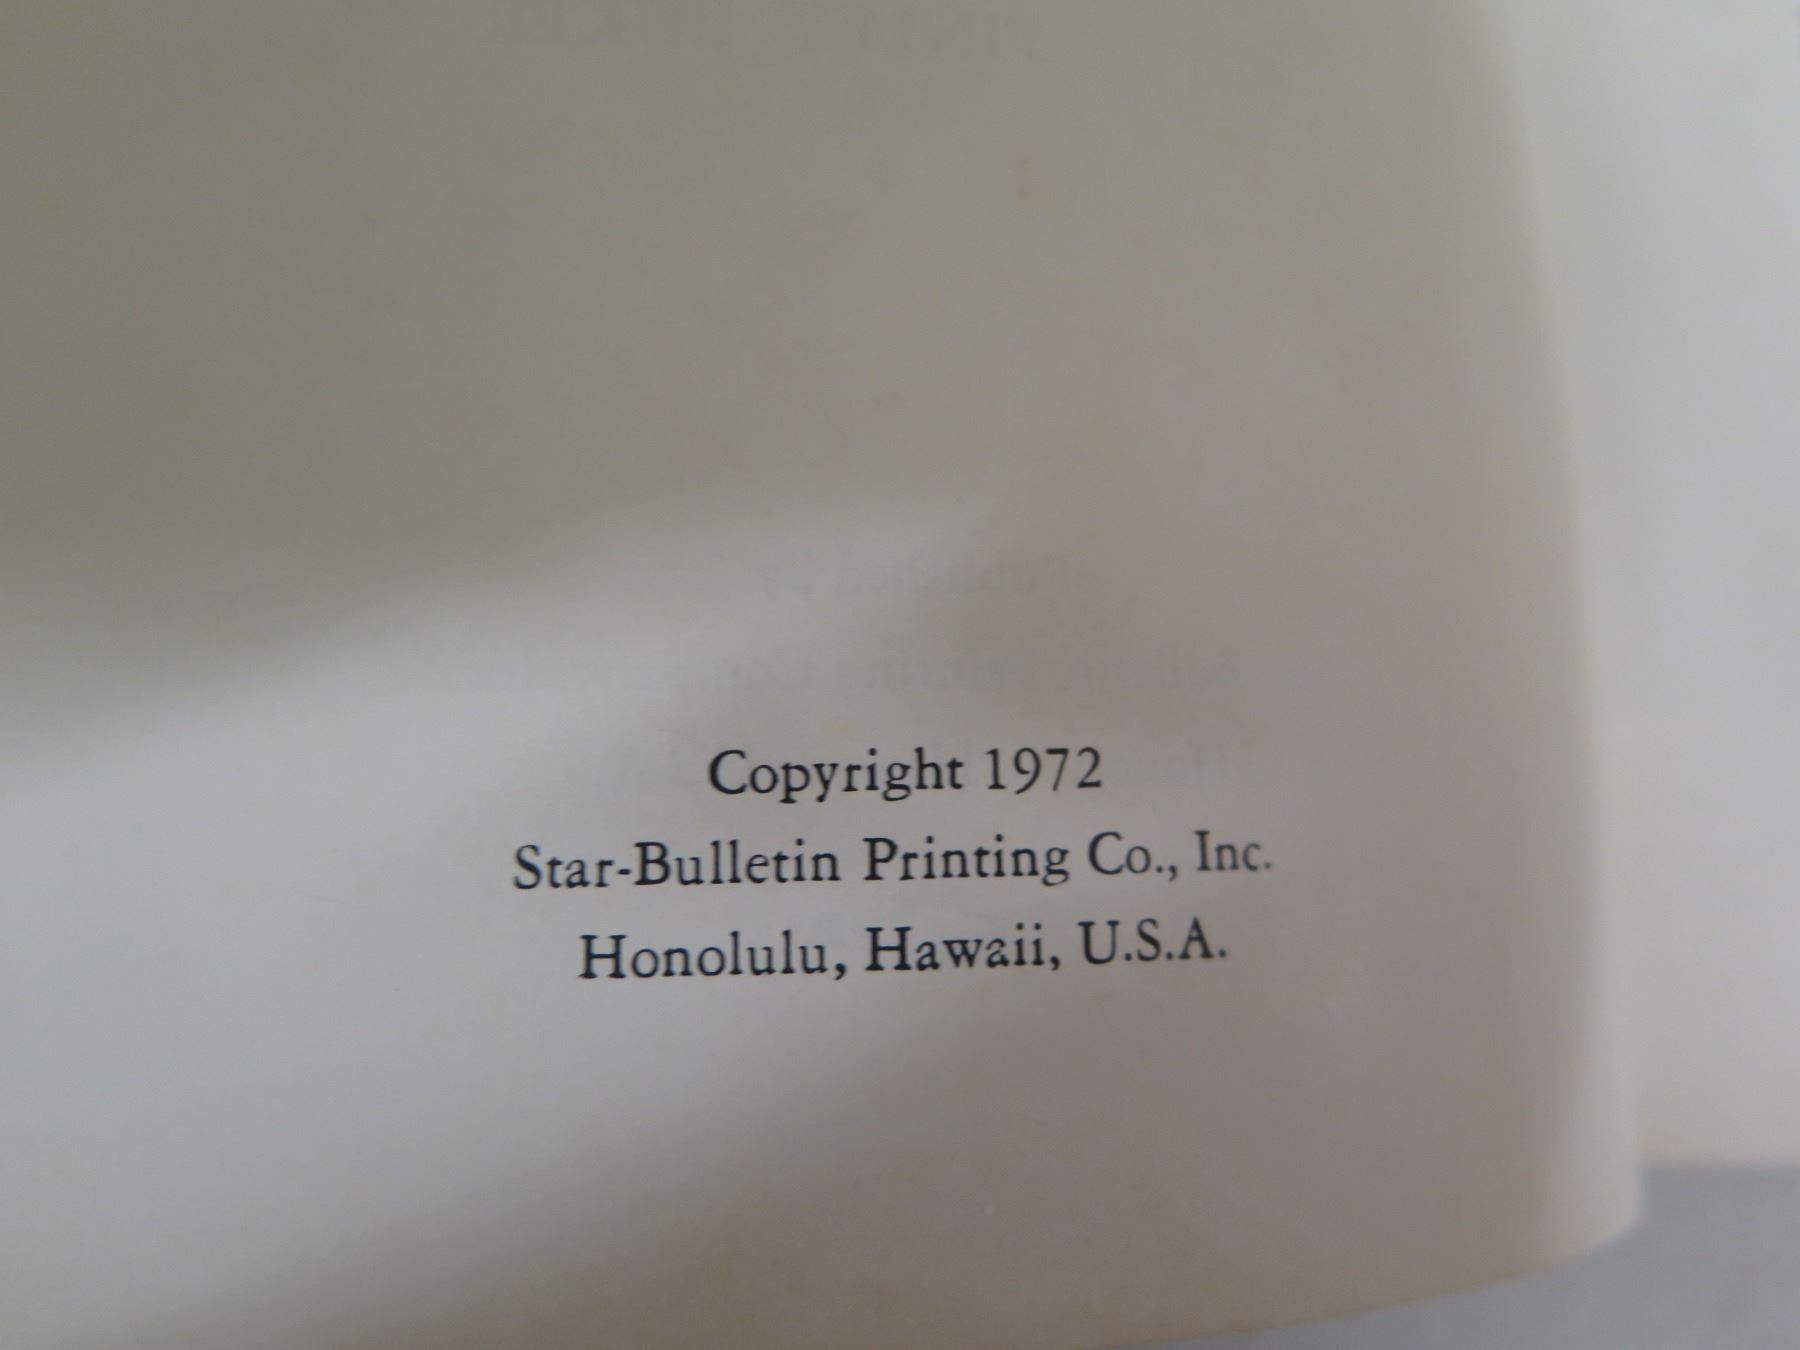 Copyright 1972
Star-Bulletin Printing Co., Inc.
Honolulu, Hawaii, U.S.A.